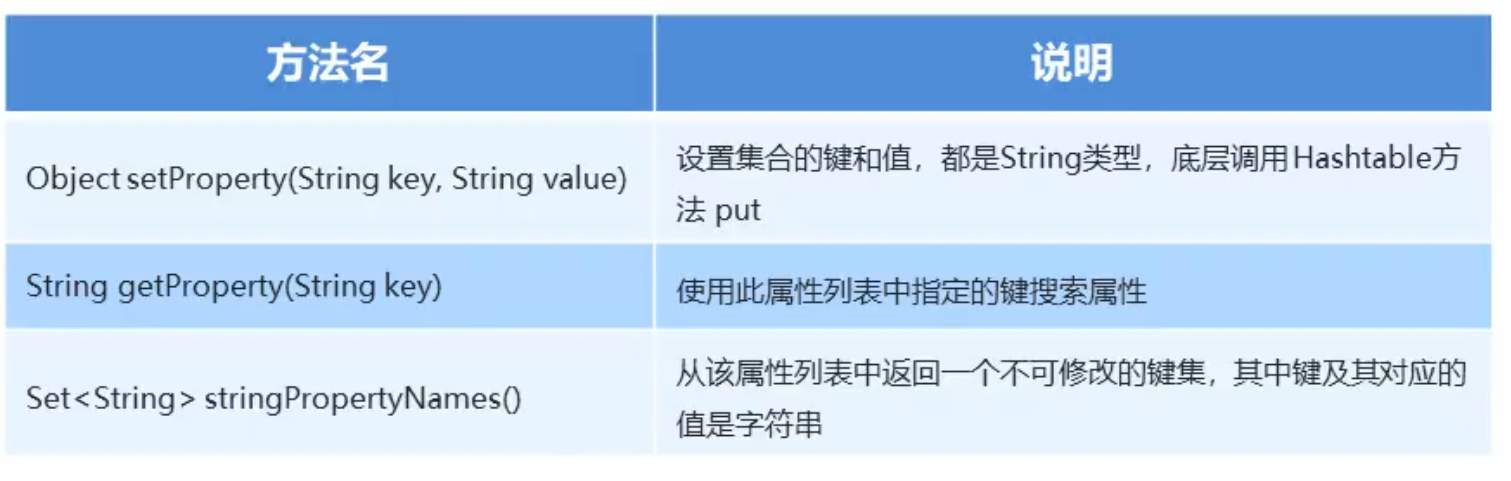 方法名
说明
Object setProperty(String key, String value)
设置集合的键和值，都是String类型，底层调用Hashtable方
法 put
String getProperty(String key)
使用此属性列表中指定的键搜索属性
Set<String> stringPropertyNames()
从该属性列表中返回一个不可修改的键集，其中键及其对应的
值是字符串